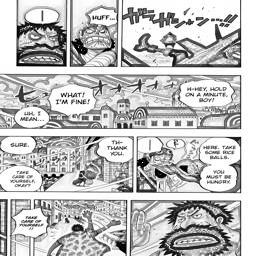 HUFF...
H-HEY, HOLD
ON A MINUTE,
BOY!
WHAT!
I'M FINE!
UH, I
MEAN...
HERE. TAKE
SOME RICE
BALLS.
YOU MUST
BE
HUNGRY.
TH-
THANK
YOU.
SURE.
TAKE
CARE OF
YOURSELF,
OKAY?
TAKE
CARE OF
YOURSELF